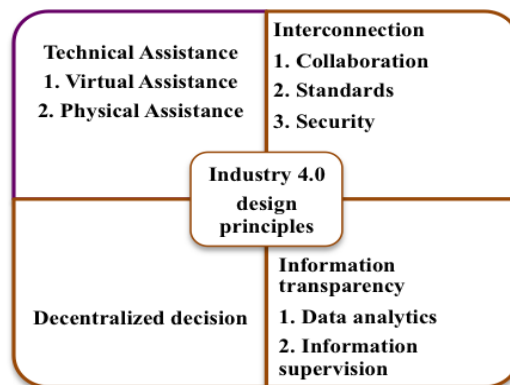 Technical Assistance
1. Virtual Assistance
2. Physical Assistance
Interconnection
1. Collaboration
2. Standards
3. Security
Industry 4.0
design
principles
Decentralized decision
Information
transparency
1. Data analytics
2. Information
supervision